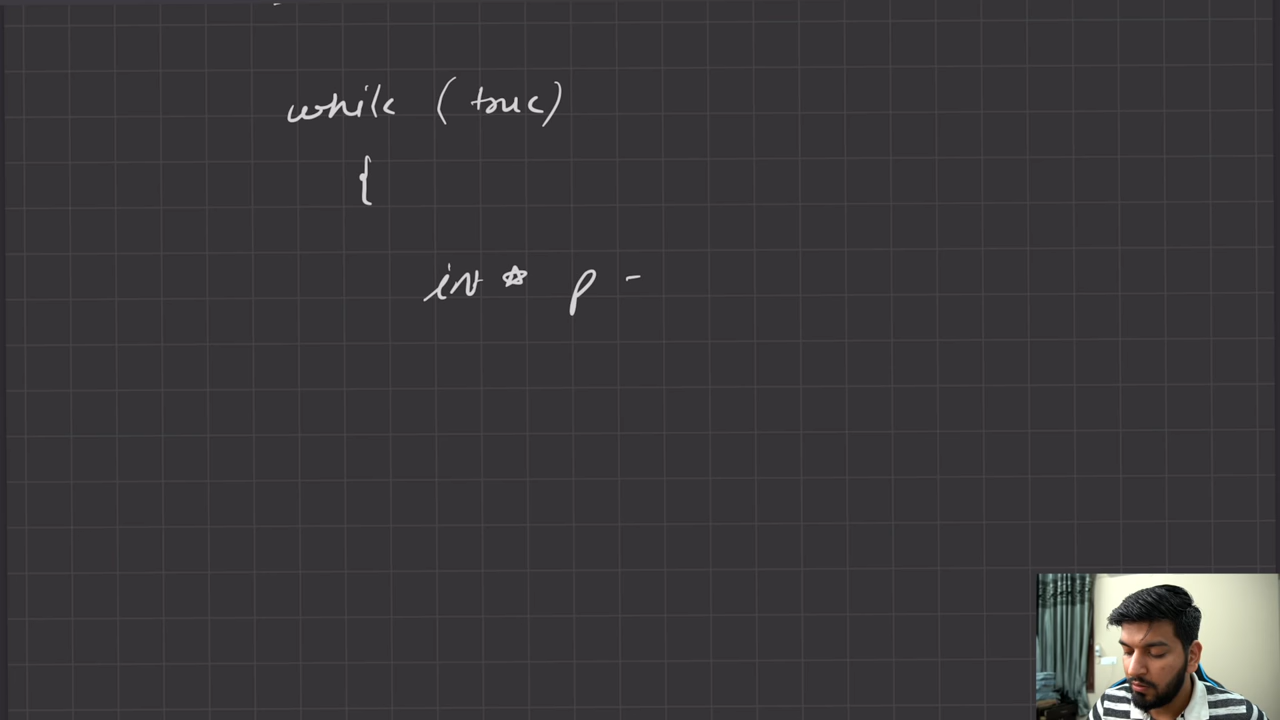 while (true)
{
int * p -